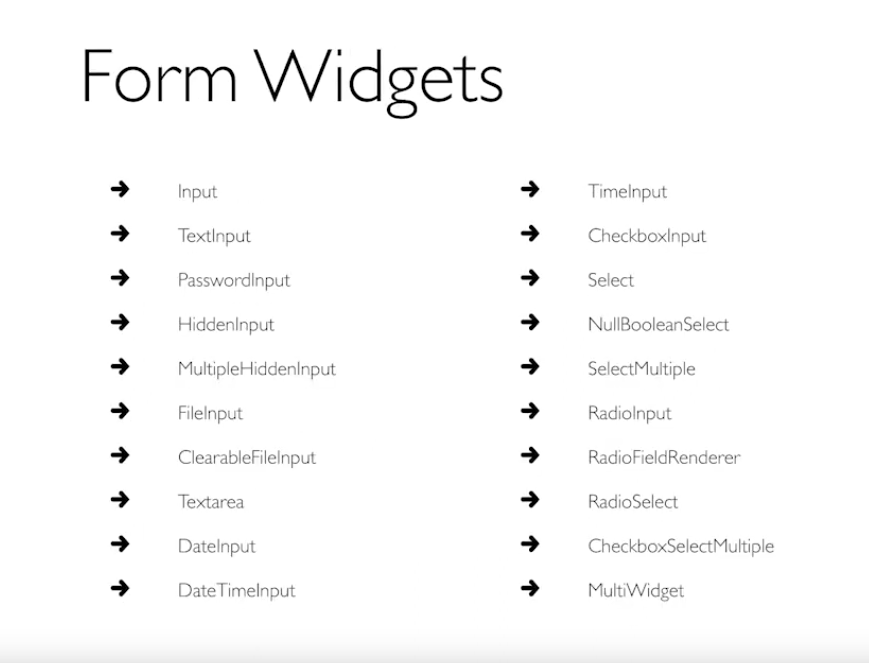 Form Widgets
Input
TextInput
PasswordInput
HiddenInput
MultipleHiddenInput
FileInput
ClearableFileInput
Textarea
DateInput
DateTimeInput
TimeInput
CheckboxInput
Select
NullBooleanSelect
SelectMultiple
RadioInput
RadioFieldRenderer
RadioSelect
CheckboxSelectMultiple
MultiWidget